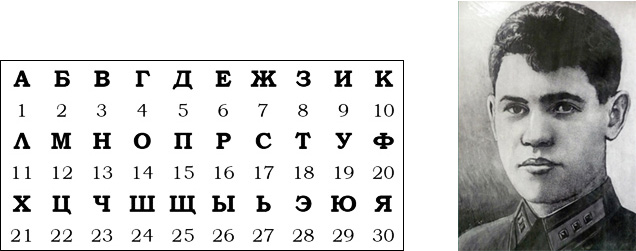 А Б В Г Д Е Ж З И К
1 2 3 4 5 6 7 8 9 10
Л М Н О П Р С Т У Ф
11 12 13 14 15 16 17 18 19 20
Х Ц Ч Ш Щ Ы Ь Э Ю Я
21 22 23 24 25 26 27 28 29 30